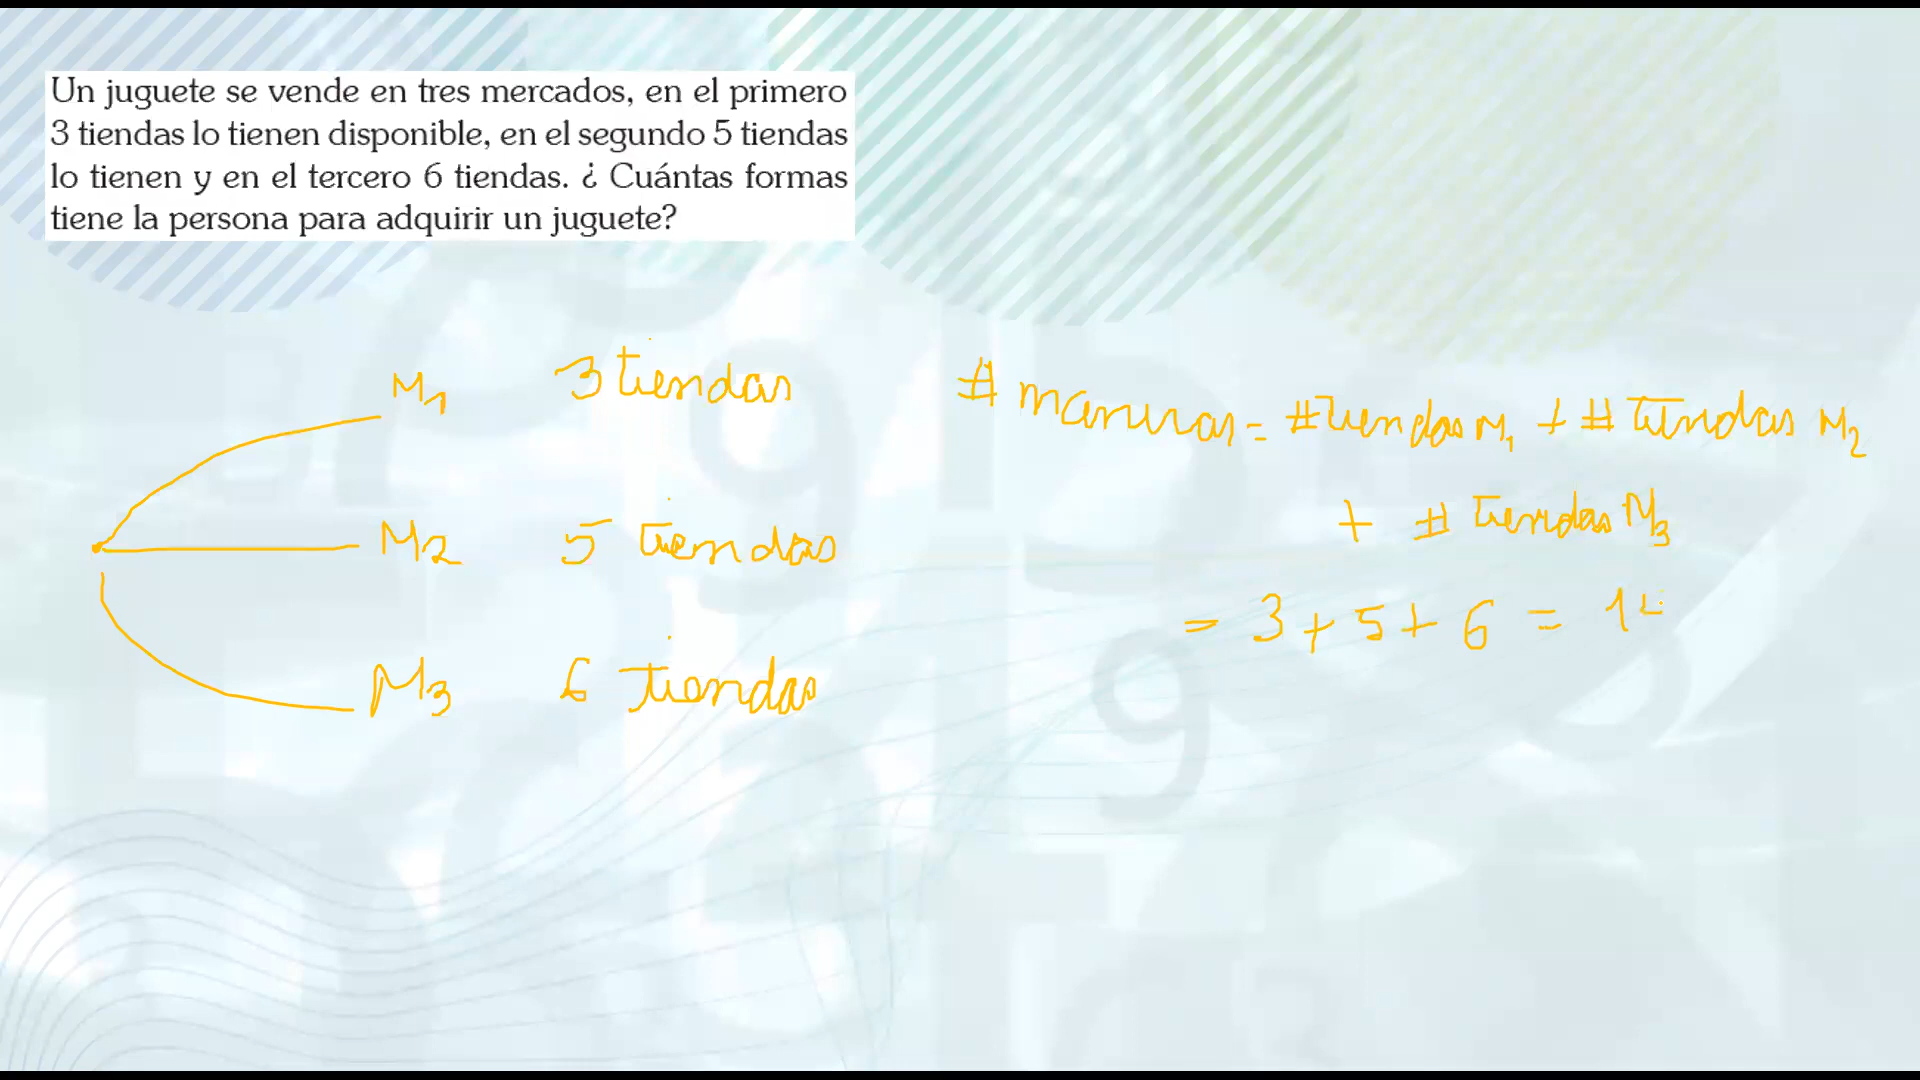 Un juguete se vende en tres mercados, en el primero
3 tiendas lo tienen disponible, en el segundo 5 tiendas
lo tienen y en el tercero 6 tiendas. ¿ Cuántas formas
tiene la persona para adquirir un juguete?
M1 3 tiendas
M2 5 tiendas
M3 6 tiendas
# maneras = # tiendas M1 + # tiendas M2
+ # tiendas M3
= 3 + 5 + 6 = 14